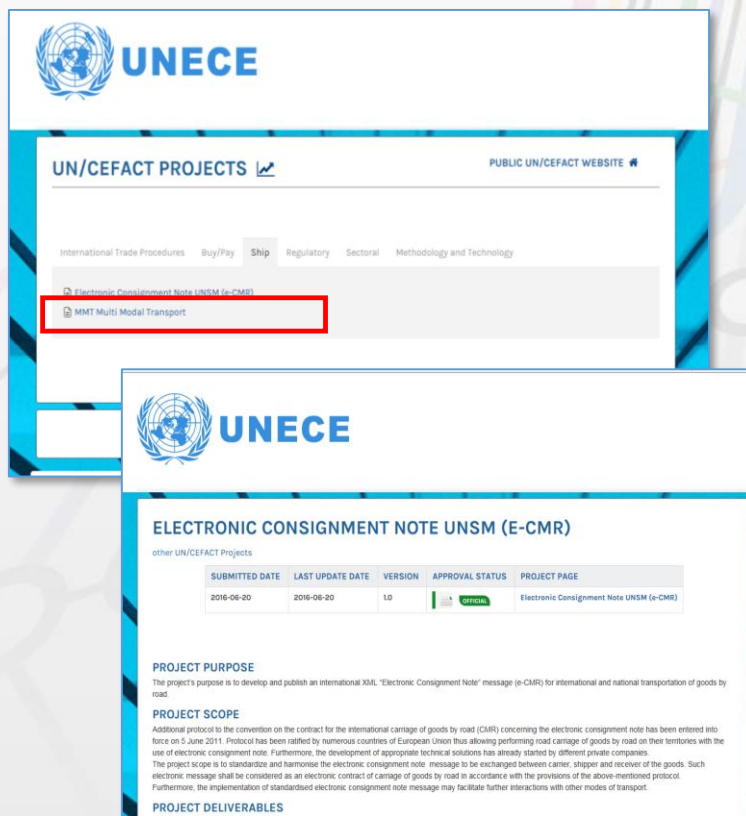 UNECE
UN/CEFACT PROJECTS
PUBLIC UN/CEFACT WEBSITE
International Trade Procedures Buy/Pay Ship Regulatory Sectoral Methodology and Technology
Electronic Consignment Note UNSM (e-CMR)
MMT Multi Modal Transport
UNECE
ELECTRONIC CONSIGNMENT NOTE UNSM (E-CMR)
other UN/CEFACT Projects
SUBMITTED DATE LAST UPDATE DATE VERSION APPROVAL STATUS PROJECT PAGE
2016-06-20 2016-06-20 1.0 OFFICIAL Electronic Consignment Note UNSM (e-CMR)
PROJECT PURPOSE
The project's purpose is to develop and publish an international XML "Electronic Consignment Note" message (e-CMR) for international and national transportation of goods by
road.
PROJECT SCOPE
Additional protocol to the convention on the contract for the international carriage of goods by road (CMR) concerning the electronic consignment note has been entered into
force on 5 June 2011. Protocol has been ratified by numerous countries of European Union thus allowing performing road carriage of goods by road on their territories with the
use of electronic consignment note. Furthermore, the development of appropriate technical solutions has already started by different private companies.
The project scope is to standardize and harmonise the electronic consignment note message to be exchanged between carrier, shipper and receiver of the goods. Such
electronic message shall be considered as an electronic contract of carriage of goods by road in accordance with the provisions of the above-mentioned protocol.
Furthermore, the implementation of standardised electronic consignment note message may facilitate further interactions with other modes of transport.
PROJECT DELIVERABLES